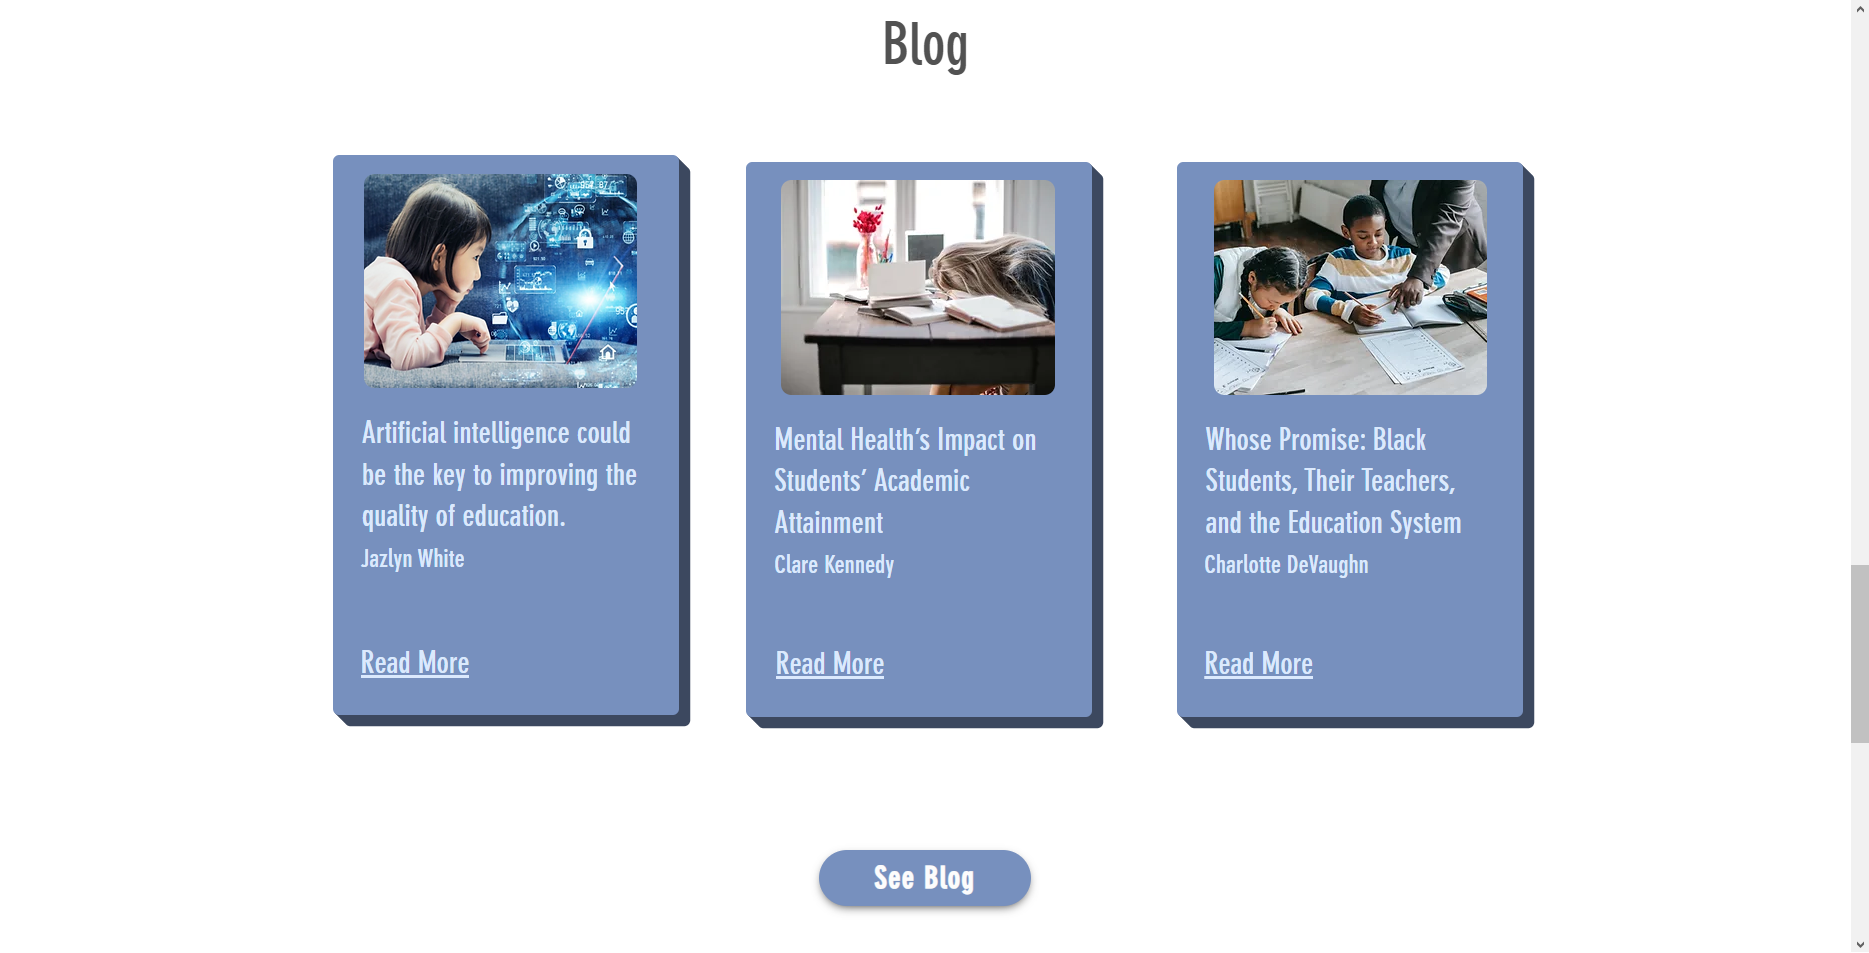 Blog
Artificial intelligence could
be the key to improving the
quality of education.
Jazlyn White
Read More
Mental Health’s Impact on
Students’ Academic
Attainment
Clare Kennedy
Read More
Whose Promise: Black
Students, Their Teachers,
and the Education System
Charlotte DeVaughn
Read More
See Blog